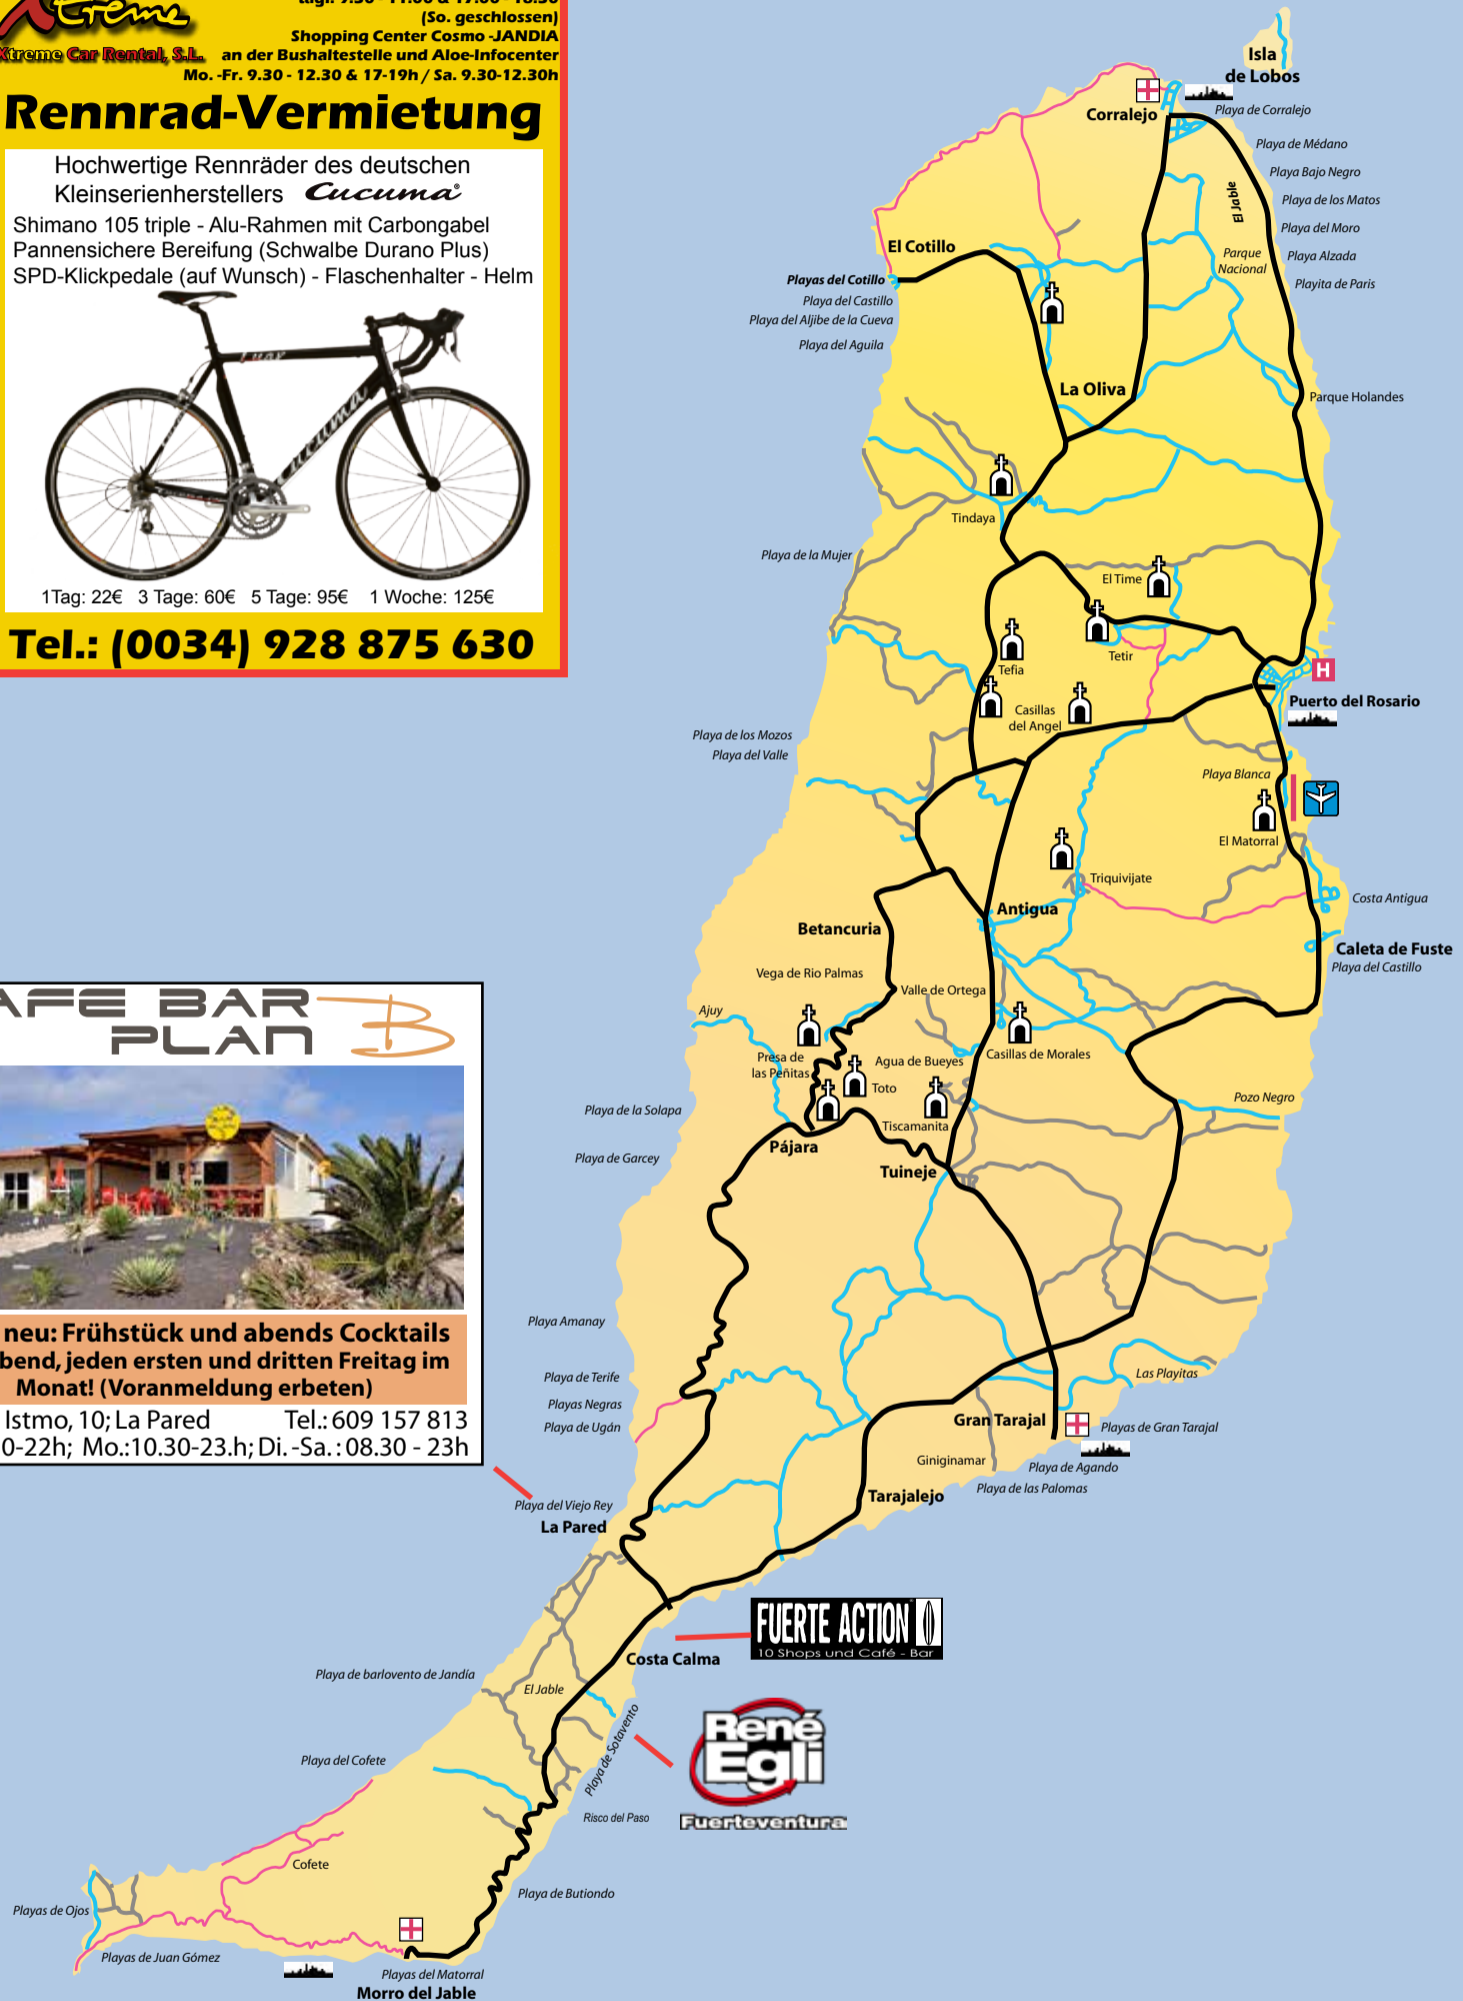 Xtreme
Xtreme Car Rental, S.L.
(So. geschlossen)
Shopping Center Cosmo -JANDIA
an der Bushaltestelle und Aloe-Infocenter
Mo. -Fr. 9.30 - 12.30 & 17-19h / Sa. 9.30-12.30h
Rennrad-Vermietung
Hochwertige Rennräder des deutschen
Kleinserienherstellers Cucuma®
Shimano 105 triple - Alu-Rahmen mit Carbongabel
Pannensichere Bereifung (Schwalbe Durano Plus)
SPD-Klickpedale (auf Wunsch) - Flaschenhalter - Helm
cucuma
1Tag: 22€ 3 Tage: 60€ 5 Tage: 95€ 1 Woche: 125€
Tel.: (0034) 928 875 630
Isla
de Lobos
Corralejo
Playa de Corralejo
Playa de Médano
Playa Bajo Negro
El Jable
Playa de los Matos
Playa del Moro
El Cotillo
Parque
Nacional
Playa Alzada
Playas del Cotillo
Playita de Paris
Playa del Castillo
Playa del Aljibe de la Cueva
Playa del Aguila
La Oliva
Parque Holandes
Tindaya
Playa de la Mujer
El Time
Tetir
Tefia
H
Puerto del Rosario
Casillas
del Angel
Playa de los Mozos
Playa del Valle
Playa Blanca
El Matorral
Triquivijate
Costa Antigua
Antigua
Betancuria
Caleta de Fuste
Playa del Castillo
Vega de Rio Palmas
Valle de Ortega
Ajuy
Presa de
las Peñitas
Agua de Bueyes
Casillas de Morales
Toto
Pozo Negro
Playa de la Solapa
Tiscamanita
Pájara
Playa de Garcey
Tuineje
AFE BAR
PLAN B
neu: Frühstück und abends Cocktails
bend, jeden ersten und dritten Freitag im
Monat! (Voranmeldung erbeten)
Istmo, 10; La Pared Tel.: 609 157 813
0-22h; Mo.:10.30-23.h; Di. -Sa. : 08.30 - 23h
Playa Amanay
Playa de Terife
Playas Negras
Playa de Ugán
Las Playitas
Gran Tarajal
Playas de Gran Tarajal
Giniginamar
Playa de Agando
Playa de las Palomas
Tarajalejo
Playa del Viejo Rey
La Pared
FUERTE ACTION
10 Shops und Café - Bar
Costa Calma
Playa de barlovento de Jandía
El Jable
Playa de Sotavento
René
Egli
Fuerteventura
Playa del Cofete
Risco del Paso
Cofete
Playa de Butiondo
Playas de Ojos
Playas de Juan Gómez
Playas del Matorral
Morro del Jable